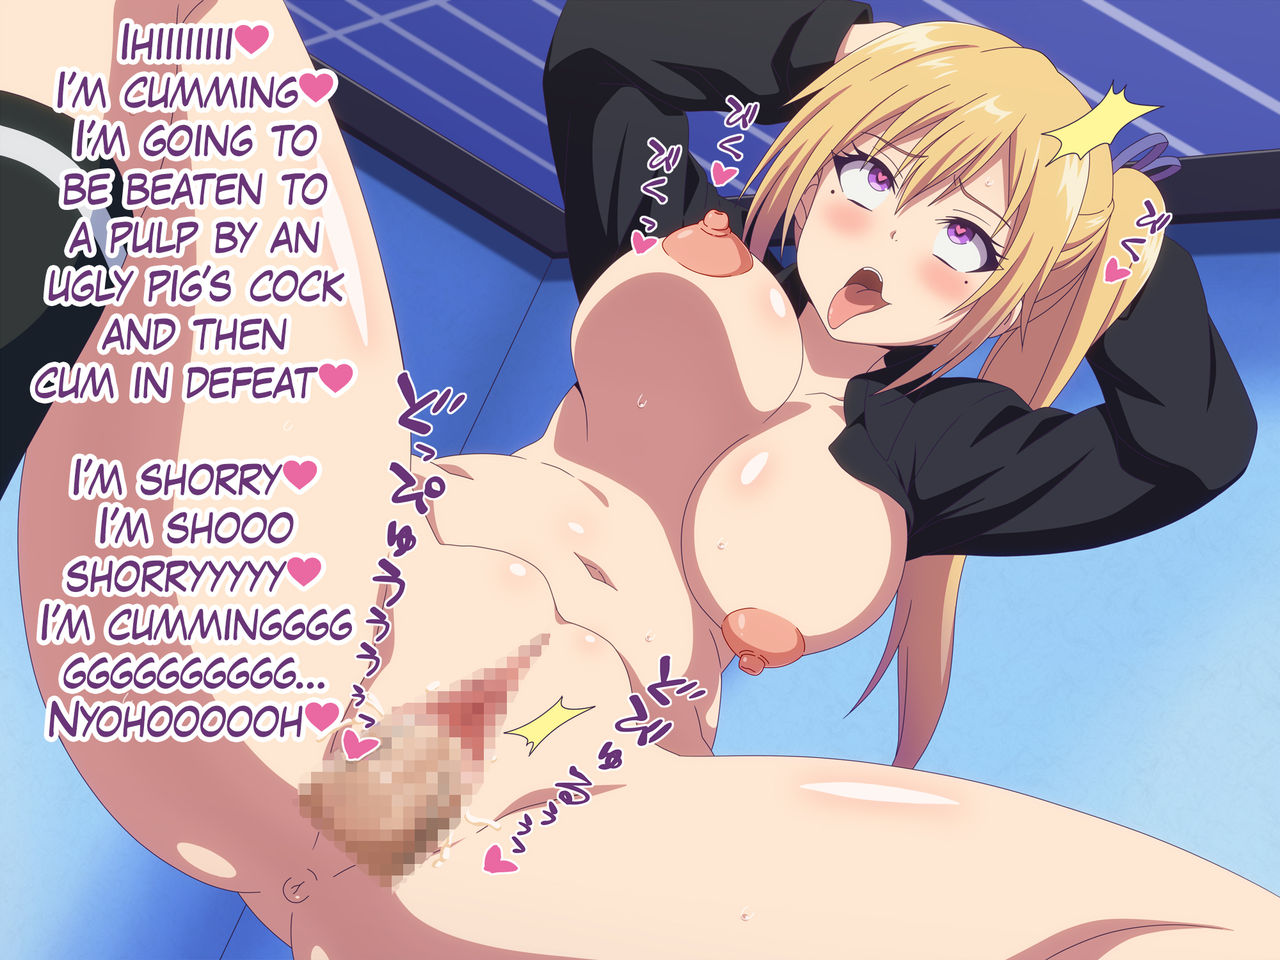 IHIIIIIIII♥
I'M CUMMING♥
I'M GOING TO
BE BEATEN TO
A PULP BY AN
UGLY PIG'S COCK
AND THEN
CUM IN DEFEAT♥
I'M SHORRY♥
I'M SHOOO
SHORRYYYYY♥
I'M CUMMINGGGG
GGGGGGGGGG...
NYOHOOOOOH♥